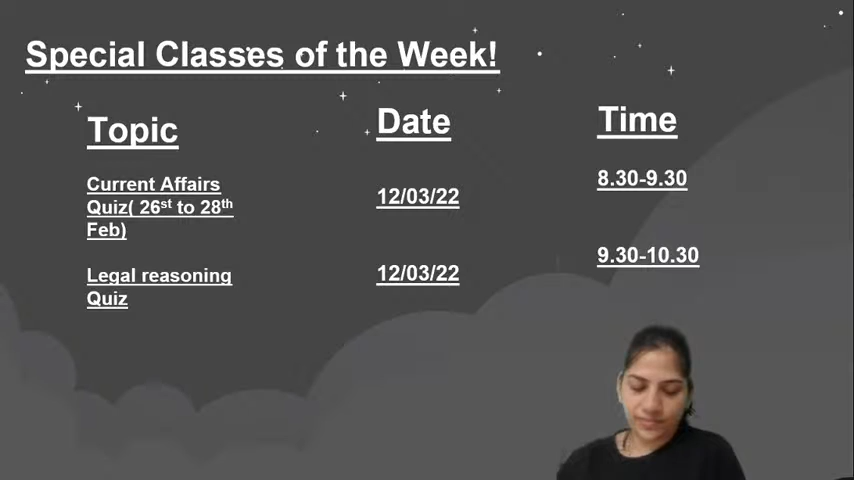 Special Classes of the Week!
Topic
Date
Time
Current Affairs
Quiz( 26st to 28th
Feb)
12/03/22
8.30-9.30
Legal reasoning
Quiz
12/03/22
9.30-10.30